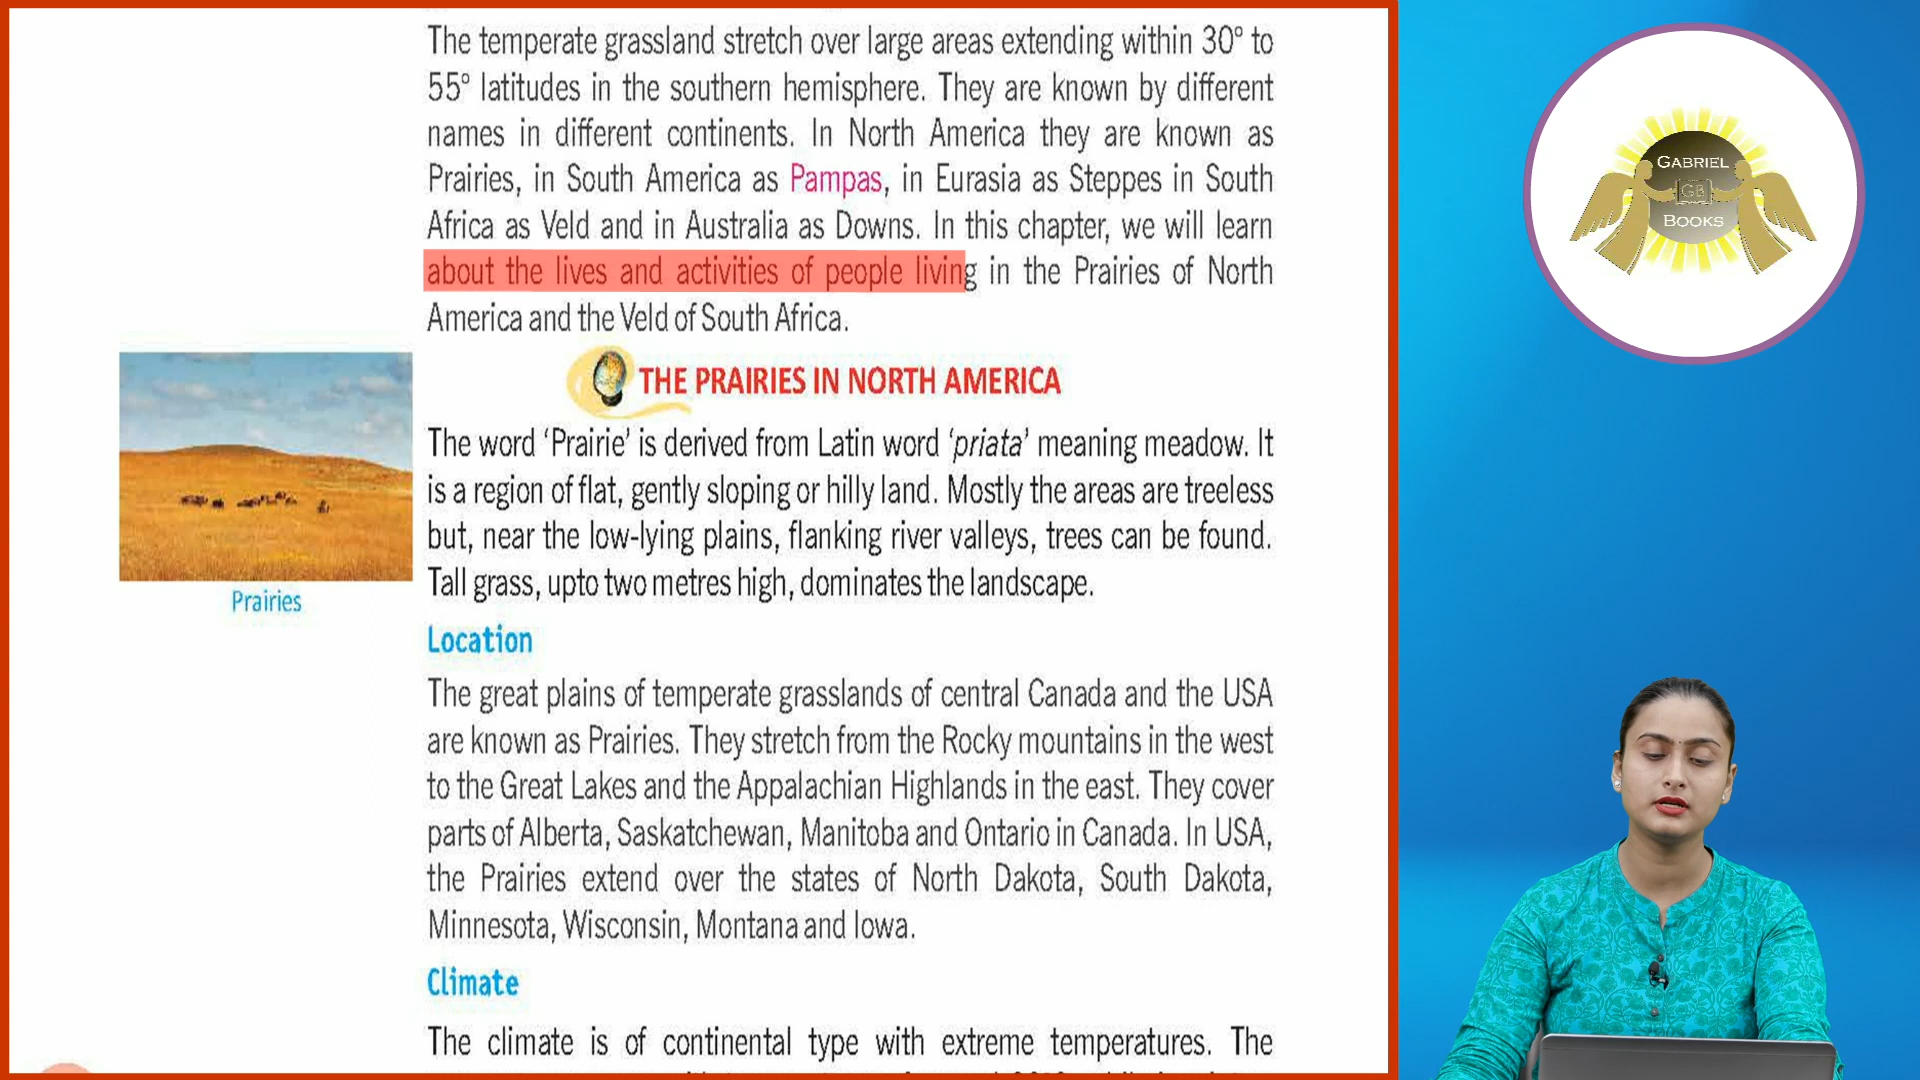 The temperate grassland stretch over large areas extending within 30° to
55° latitudes in the southern hemisphere. They are known by different
names in different continents. In North America they are known as
Prairies, in South America as Pampas, in Eurasia as Steppes in South
Africa as Veld and in Australia as Downs. In this chapter, we will learn
about the lives and activities of people living in the Prairies of North
America and the Veld of South Africa.
THE PRAIRIES IN NORTH AMERICA
The word ‘Prairie’ is derived from Latin word ‘priata’ meaning meadow. It
is a region of flat, gently sloping or hilly land. Mostly the areas are treeless
but, near the low-lying plains, flanking river valleys, trees can be found.
Tall grass, upto two metres high, dominates the landscape.
Prairies
Location
The great plains of temperate grasslands of central Canada and the USA
are known as Prairies. They stretch from the Rocky mountains in the west
to the Great Lakes and the Appalachian Highlands in the east. They cover
parts of Alberta, Saskatchewan, Manitoba and Ontario in Canada. In USA,
the Prairies extend over the states of North Dakota, South Dakota,
Minnesota, Wisconsin, Montana and Iowa.
Climate
The climate is of continental type with extreme temperatures. The
GABRIEL
GB
BOOKS